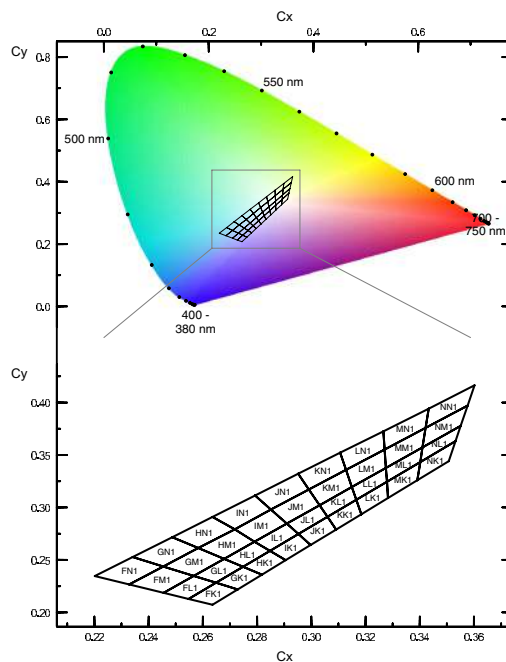 Cx
0.0 0.2 0.4 0.6
Cy
0.8
550 nm
0.6
500 nm
0.4
600 nm
0.2
700 -
750 nm
0.0
400 -
380 nm
Cy
0.40
0.35
0.30
0.25
0.20
NN1
MN1 NM1
LN1 MM1 NL1
KN1 LM1 ML1 NK1
JN1 KM1 LL1 MK1
IN1 JM1 KL1 LK1
HN1 IM1 JL1 KK1
GN1 HM1 IL1 JK1
FN1 GM1 HL1 IK1
FM1 GL1 HK1
FL1 GK1
FK1
0.22 0.24 0.26 0.28 0.30 0.32 0.34 0.36
Cx